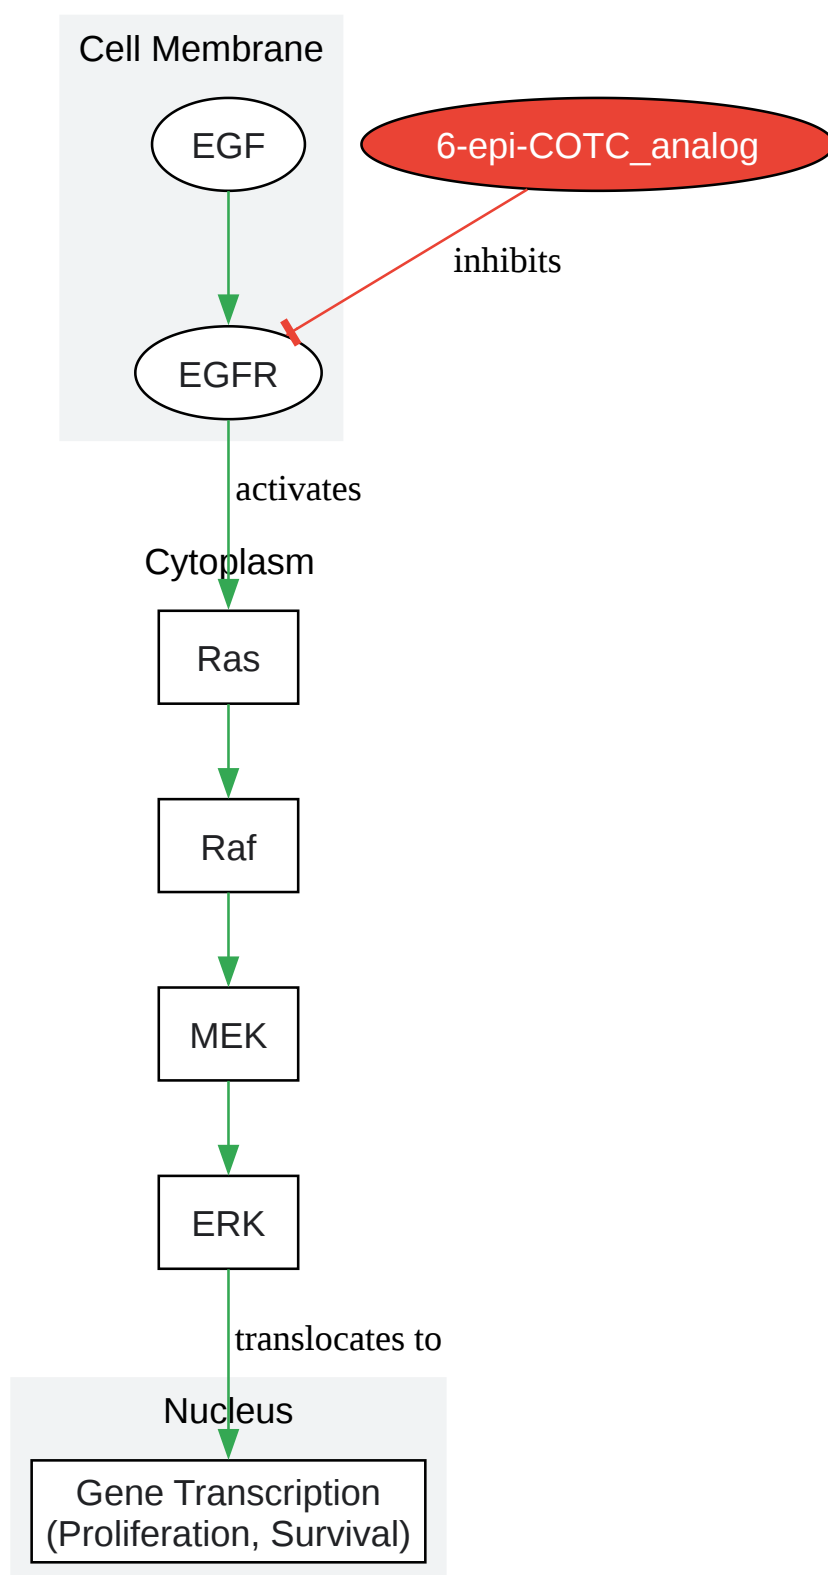 Cell Membrane
EGF
6-epi-COTC_analog
inhibits
EGFR
activates
Cytoplasm
Ras
Raf
MEK
ERK
translocates to
Nucleus
Gene Transcription
(Proliferation, Survival)